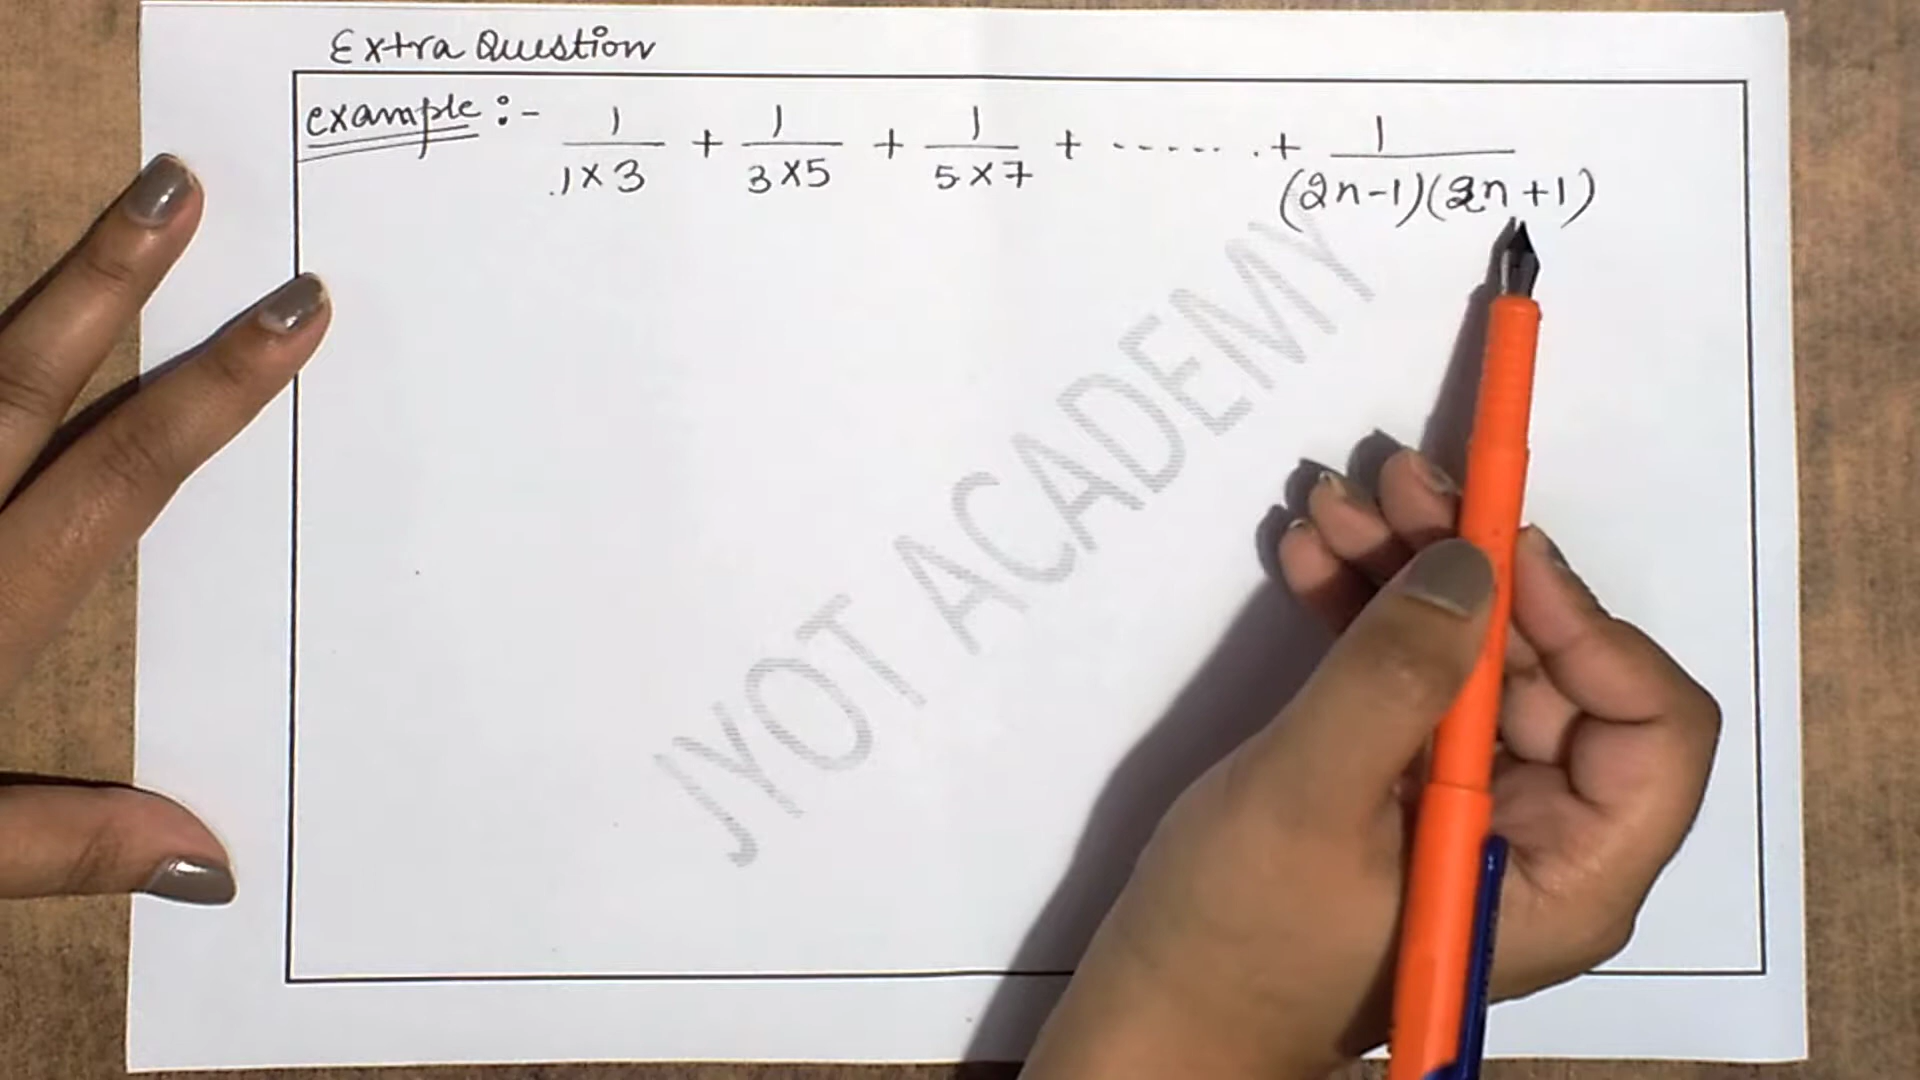 Extra Question
example :- 1/1×3 + 1/3×5 + 1/5×7 + ...... + 1/(2n-1)(2n+1)
JYOT ACADEMY